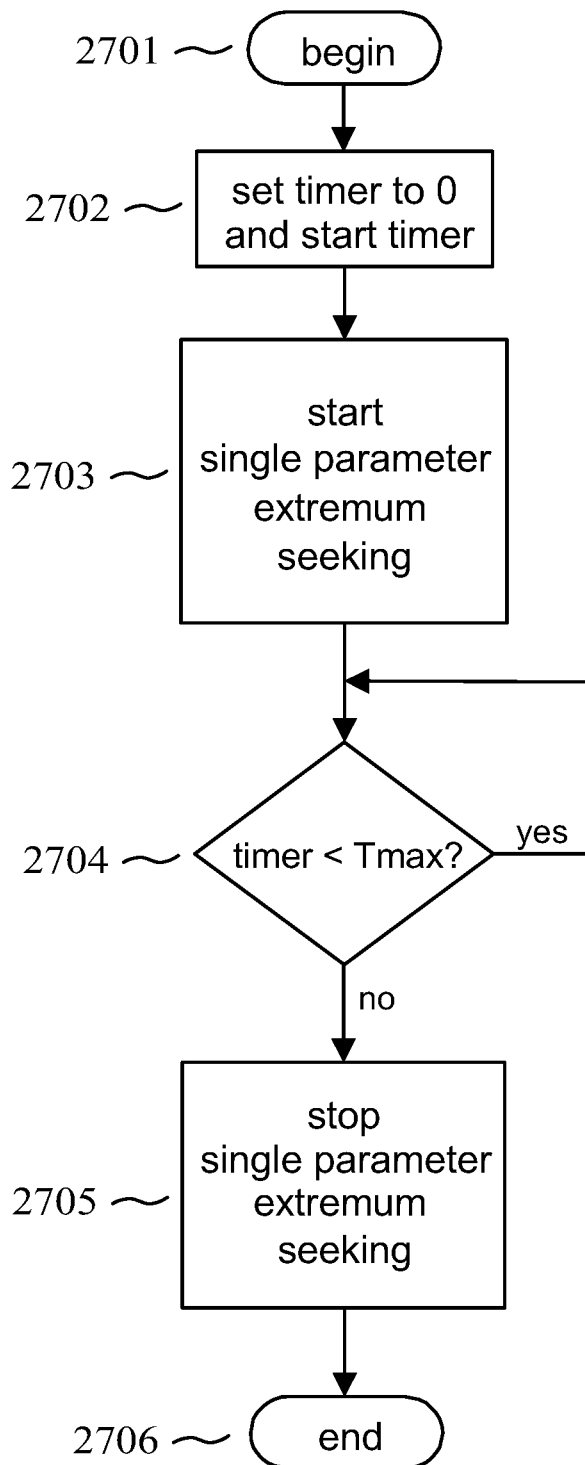 2701
begin
2702
set timer to 0
and start timer
2703
start
single parameter
extremum
seeking
2704
timer < Tmax?
yes
no
2705
stop
single parameter
extremum
seeking
2706
end